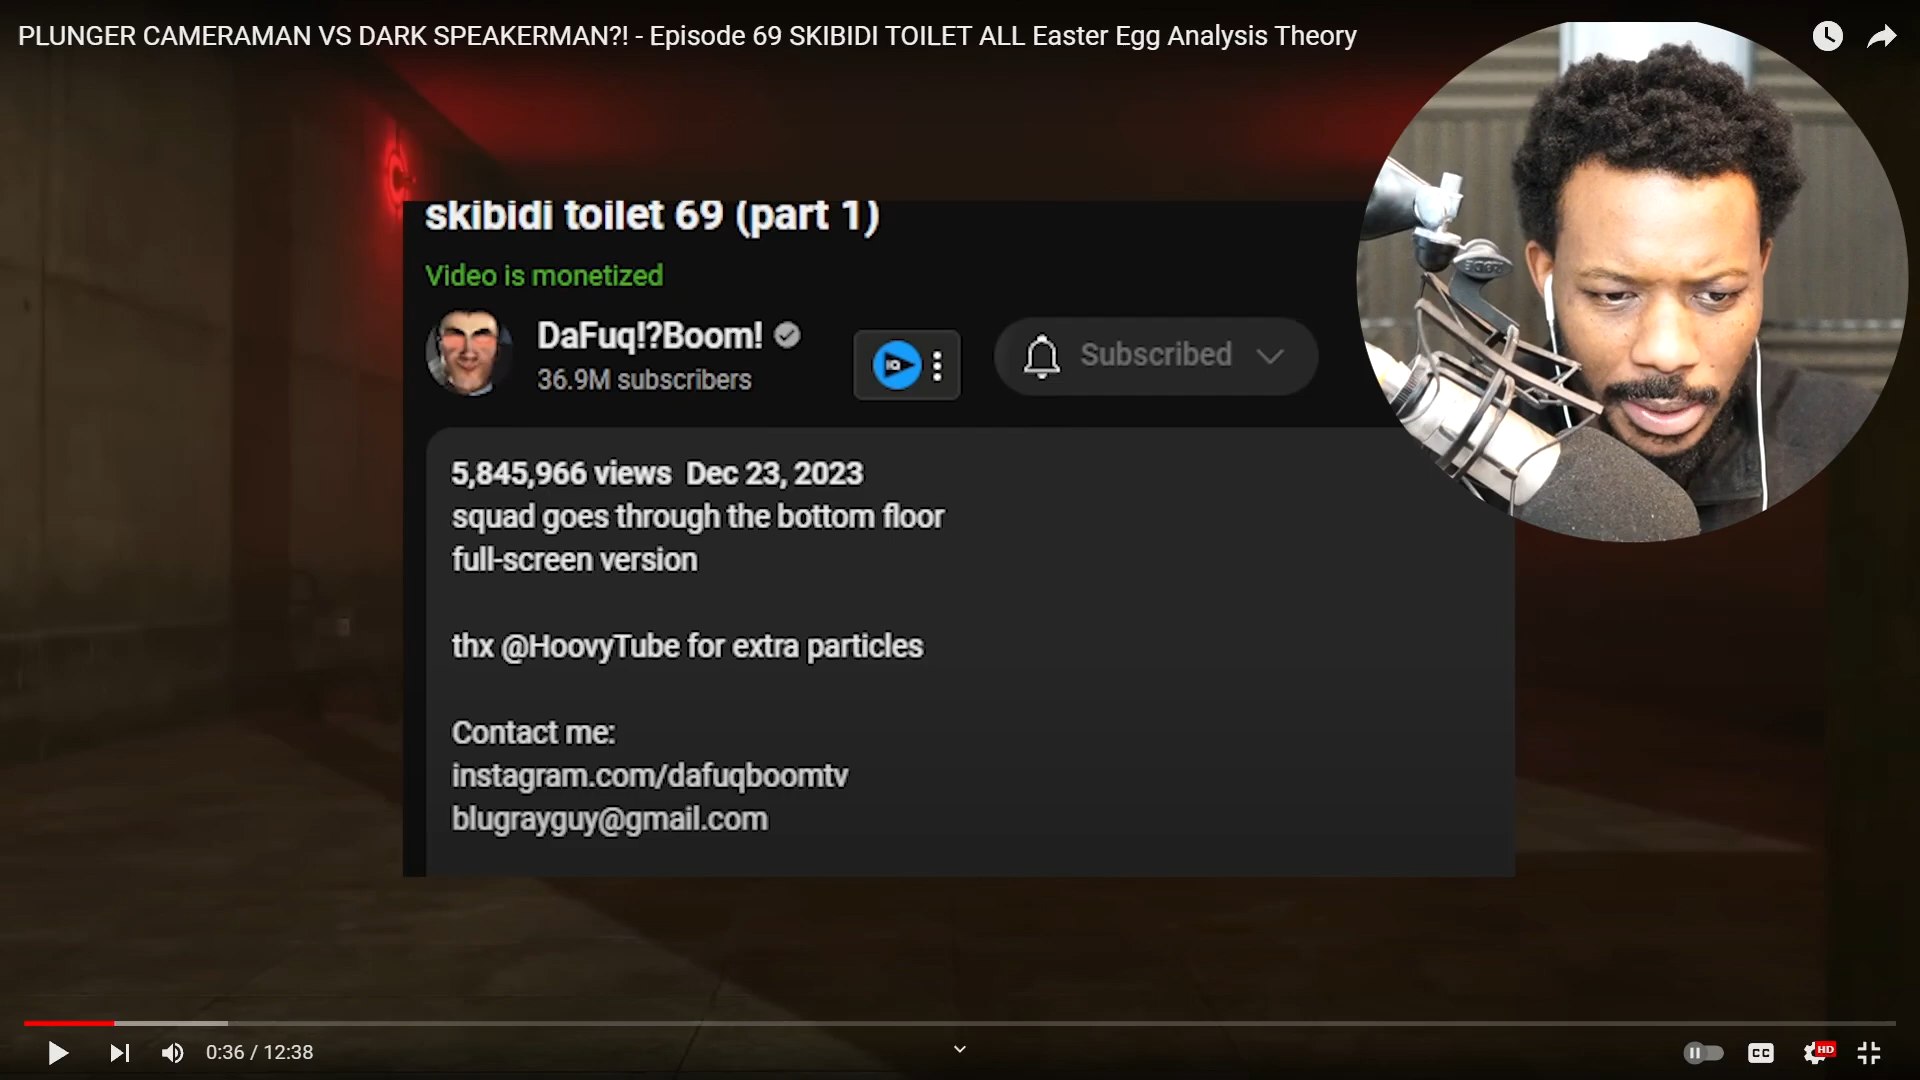 PLUNGER CAMERAMAN VS DARK SPEAKERMAN?! - Episode 69 SKIBIDI TOILET ALL Easter Egg Analysis Theory
skibidi toilet 69 (part 1)
Video is monetized
DaFuq!?Boom!
36.9M subscribers
IQ
Subscribed
5,845,966 views Dec 23, 2023
squad goes through the bottom floor
full-screen version
thx @HoovyTube for extra particles
Contact me:
instagram.com/dafuqboomtv
blugrayguy@gmail.com
0:36 / 12:38
CC
HD